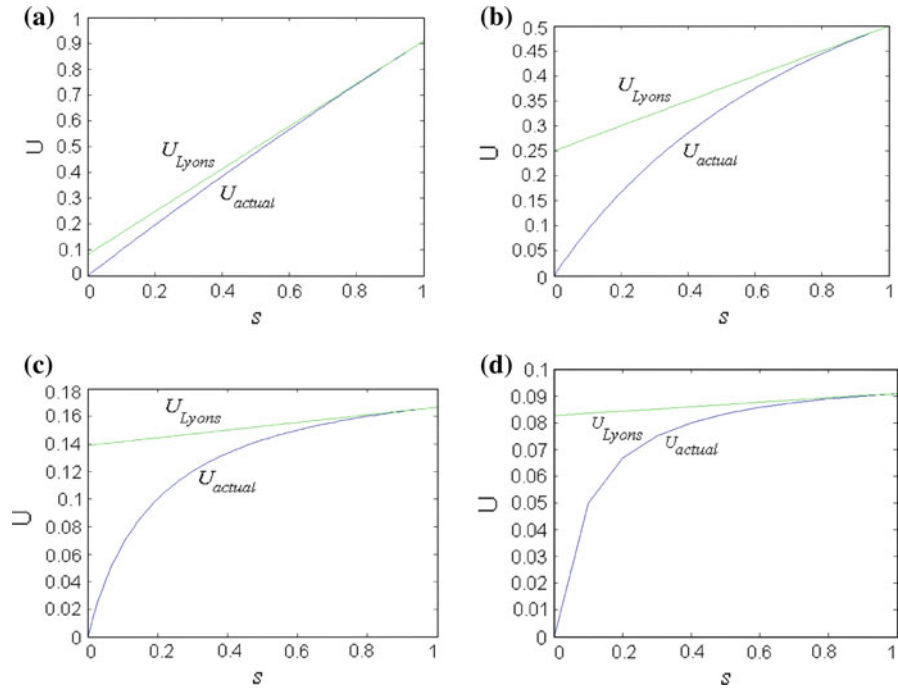 (a)
1
0.9
0.8
0.7
0.6
0.5
0.4
0.3
0.2
0.1
0
U
U_Lyons
U_actual
0 0.2 0.4 0.6 0.8 1
s
(b)
0.5
0.45
0.4
0.35
0.3
0.25
0.2
0.15
0.1
0.05
0
U
U_Lyons
U_actual
0 0.2 0.4 0.6 0.8 1
s
(c)
0.18
0.16
0.14
0.12
0.1
0.08
0.06
0.04
0.02
0
U
U_Lyons
U_actual
0 0.2 0.4 0.6 0.8 1
s
(d)
0.1
0.09
0.08
0.07
0.06
0.05
0.04
0.03
0.02
0.01
0
U
U_Lyons
U_actual
0 0.2 0.4 0.6 0.8 1
s